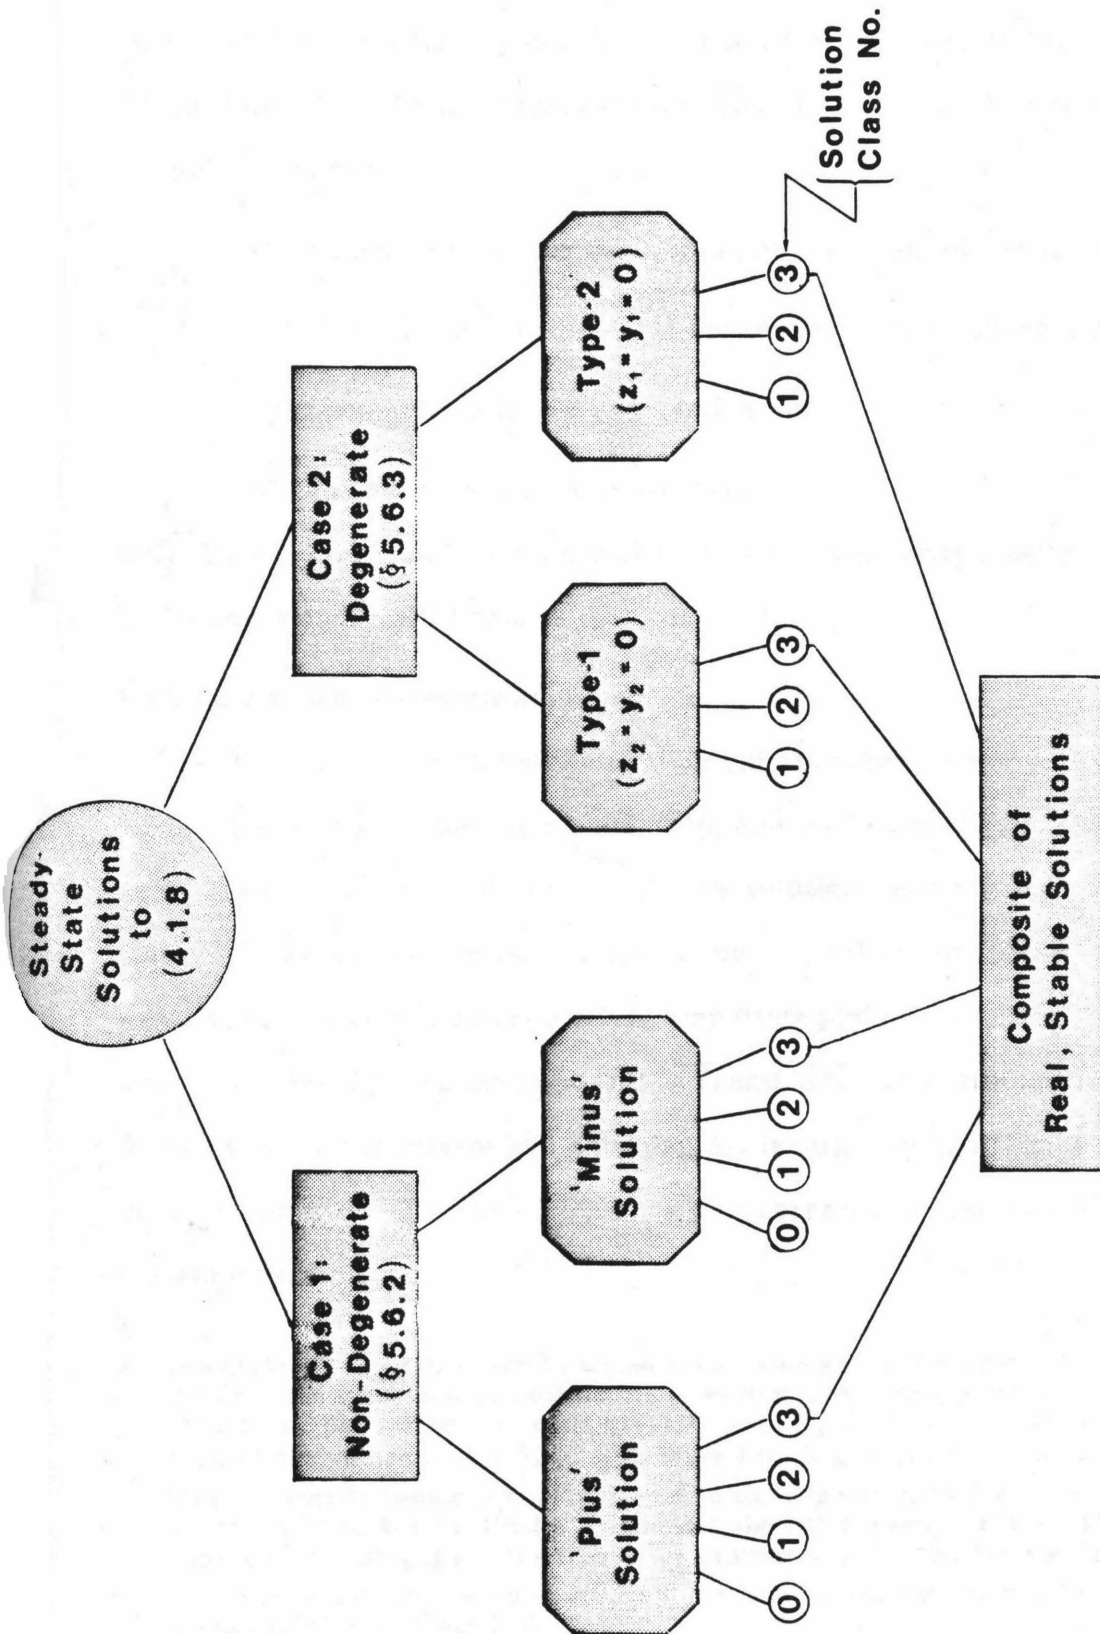 Steady-
State
Solutions
to
(4.1.8)
Case 1:
Non-Degenerate
(§5.6.2)
Case 2:
Degenerate
(§5.6.3)
'Plus'
Solution
'Minus'
Solution
Type-1
(z₂ = y₂ = 0)
Type-2
(z₁ = y₁ = 0)
0 1 2 3
0 1 2 3
1 2 3
1 2 3
Solution
Class No.
Composite of
Real, Stable Solutions